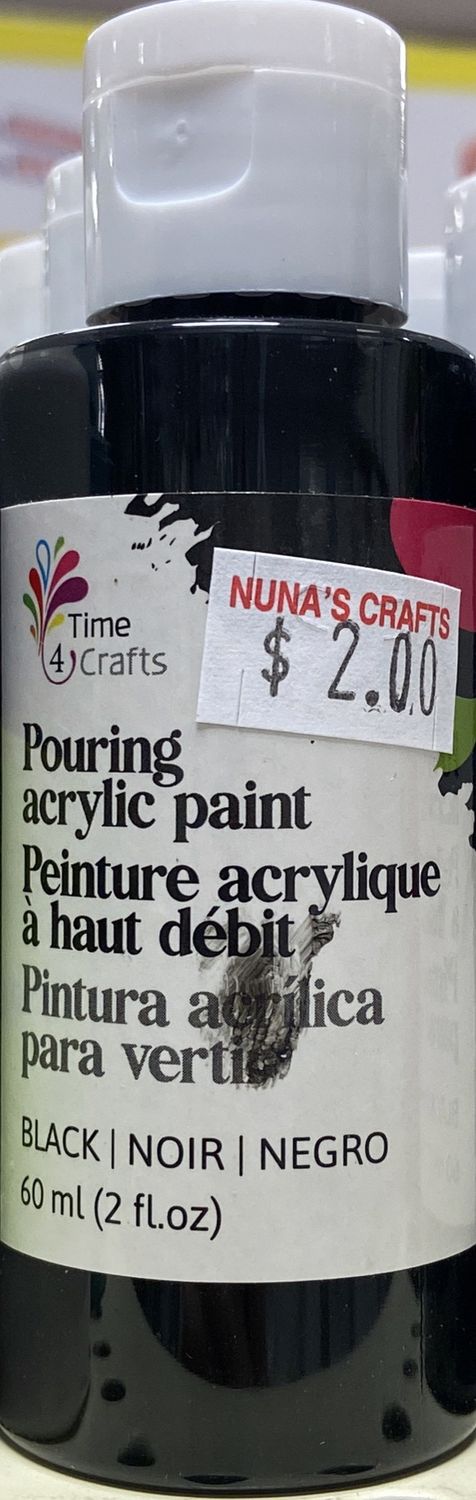 NUNA'S CRAFTS
$ 2.00
Time
4 Crafts
Pouring
acrylic paint
Peinture acrylique
à haut débit
Pintura acrílica
para
BLACK | NOIR | NEGRO
60 ml (2 fl.oz)